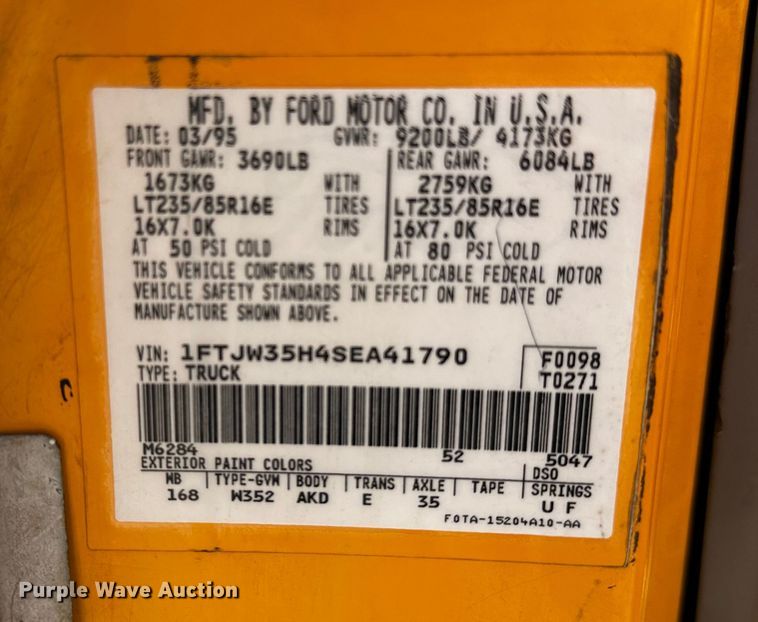 MFD. BY FORD MOTOR CO. IN U.S.A.
DATE: 03/95 GVWR: 9200LB/ 4173KG
FRONT GAWR: 3690LB REAR GAWR: 6084LB
1673KG WITH 2759KG WITH
LT235/85R16E TIRES LT235/85R16E TIRES
16X7.0K RIMS 16X7.0K RIMS
AT 50 PSI COLD AT 80 PSI COLD
THIS VEHICLE CONFORMS TO ALL APPLICABLE FEDERAL MOTOR
VEHICLE SAFETY STANDARDS IN EFFECT ON THE DATE OF
MANUFACTURE SHOWN ABOVE.
VIN: 1FTJW35H4SEA41790 F0098
TYPE: TRUCK T0271
M6284 52 5047
EXTERIOR PAINT COLORS DSO
WB TYPE-GVW BODY TRANS AXLE TAPE SPRINGS
168 W352 AKD E 35 U F
F0TA-15204A10-AA
Purple Wave Auction